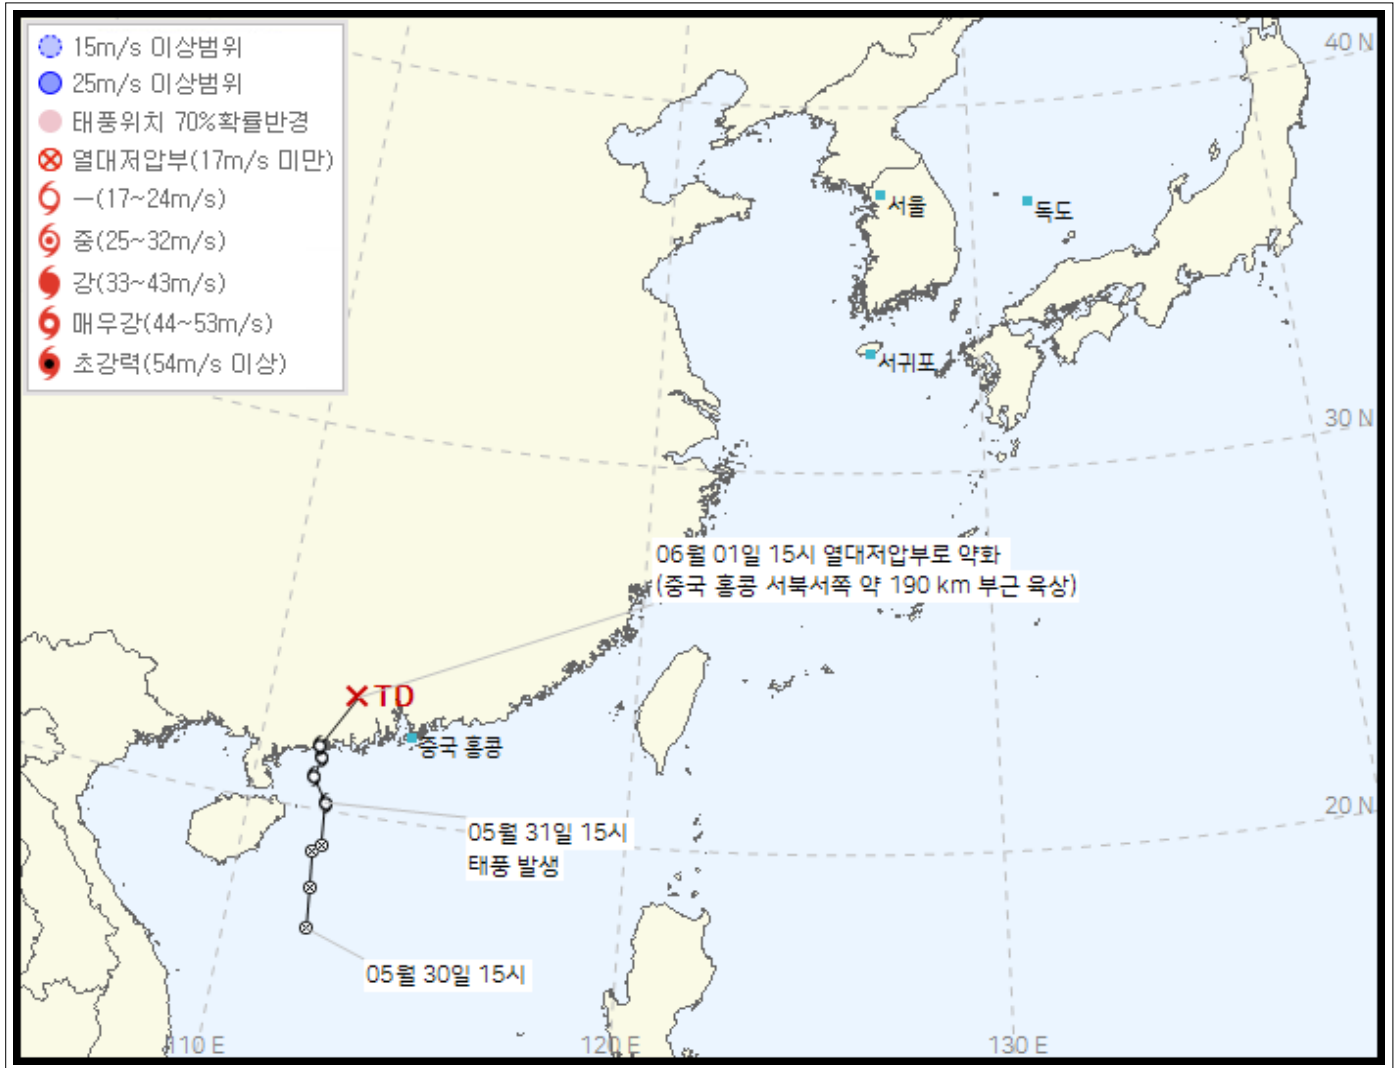 15m/s 이상범위
25m/s 이상범위
태풍위치 70%확률반경
열대저압부(17m/s 미만)
―(17~24m/s)
중(25~32m/s)
강(33~43m/s)
매우강(44~53m/s)
초강력(54m/s 이상)
40 N
서울
독도
서귀포
30 N
06월 01일 15시 열대저압부로 약화
(중국 홍콩 서북서쪽 약 190 km 부근 육상)
TD
중국 홍콩
20 N
05월 31일 15시
태풍 발생
05월 30일 15시
110 E
120 E
130 E